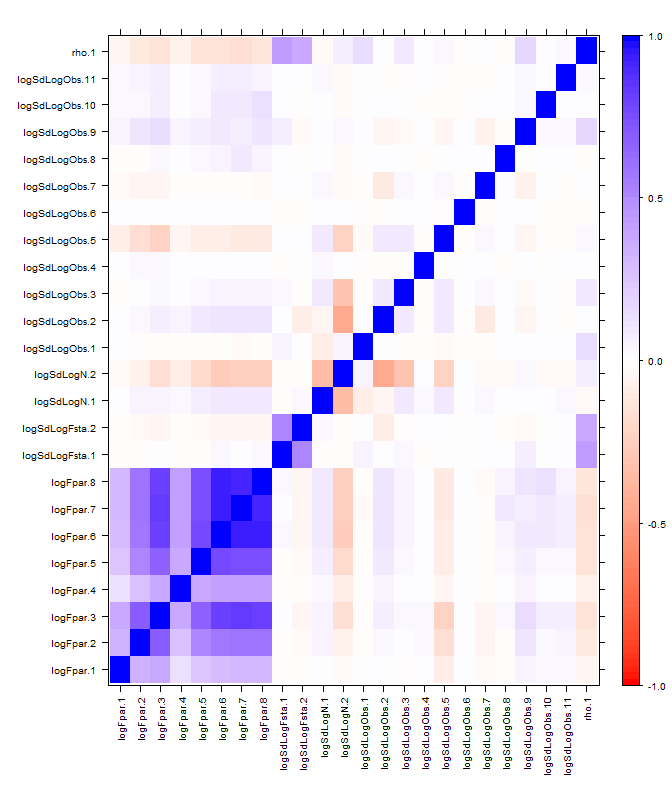 rho.1
logSdLogObs.11
logSdLogObs.10
logSdLogObs.9
logSdLogObs.8
logSdLogObs.7
logSdLogObs.6
logSdLogObs.5
logSdLogObs.4
logSdLogObs.3
logSdLogObs.2
logSdLogObs.1
logSdLogN.2
logSdLogN.1
logSdLogFsta.2
logSdLogFsta.1
logFpar.8
logFpar.7
logFpar.6
logFpar.5
logFpar.4
logFpar.3
logFpar.2
logFpar.1
logFpar.1
logFpar.2
logFpar.3
logFpar.4
logFpar.5
logFpar.6
logFpar.7
logFpar.8
logSdLogFsta.1
logSdLogFsta.2
logSdLogN.1
logSdLogN.2
logSdLogObs.1
logSdLogObs.2
logSdLogObs.3
logSdLogObs.4
logSdLogObs.5
logSdLogObs.6
logSdLogObs.7
logSdLogObs.8
logSdLogObs.9
logSdLogObs.10
logSdLogObs.11
rho.1
1.0
0.5
0.0
-0.5
-1.0